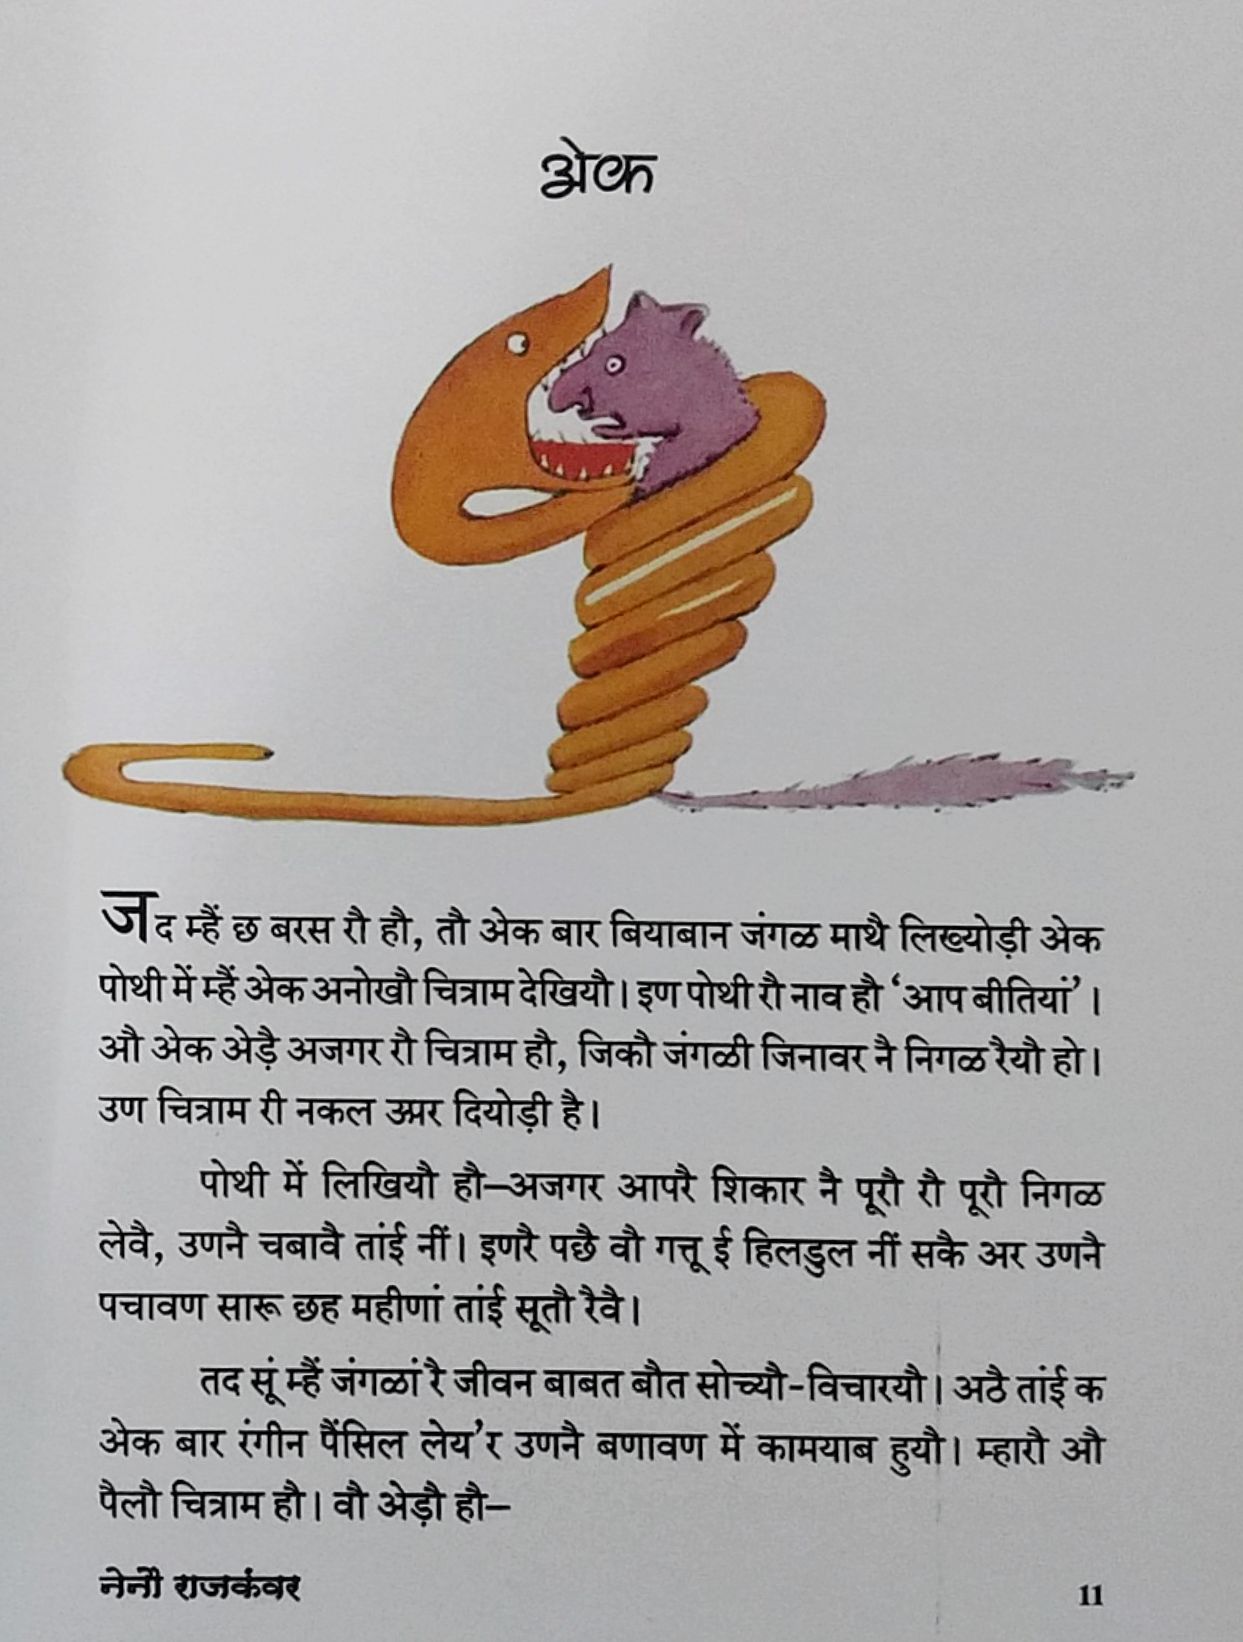 अेक
जद म्हैं छ बरस रौ हौ, तौ अेक बार बियाबान जंगळ माथै लिख्योड़ी अेक
पोथी में म्हैं अेक अनोखौ चित्राम देखियौ। इण पोथी रौ नाव हौ ‘आप बीतियां’।
औ अेक अेड़ै अजगर रौ चित्राम हौ, जिकौ जंगळी जिनावर नै निगळ रैयौ हो।
उण चित्राम री नकल ऊपर दियोड़ी है।
पोथी में लिखियौ हौ–अजगर आपरै शिकार नै पूरौ रौ पूरौ निगळ
लेवै, उणनै चबावै तांई नीं। इणरै पछै वौ गत्तू ई हिलडुल नीं सकै अर उणनै
पचावण सारू छह महीणां तांई सूतौ रैवै।
तद सूं म्हैं जंगळां रै जीवन बाबत बौत सोच्यौ-विचारयौ। अठै तांई क
अेक बार रंगीन पैंसिल लेय’र उणनै बणावण में कामयाब हुयौ। म्हारौ औ
पैलौ चित्राम हौ। वौ अेड़ौ हौ–
नेनौ राजकंवर
11